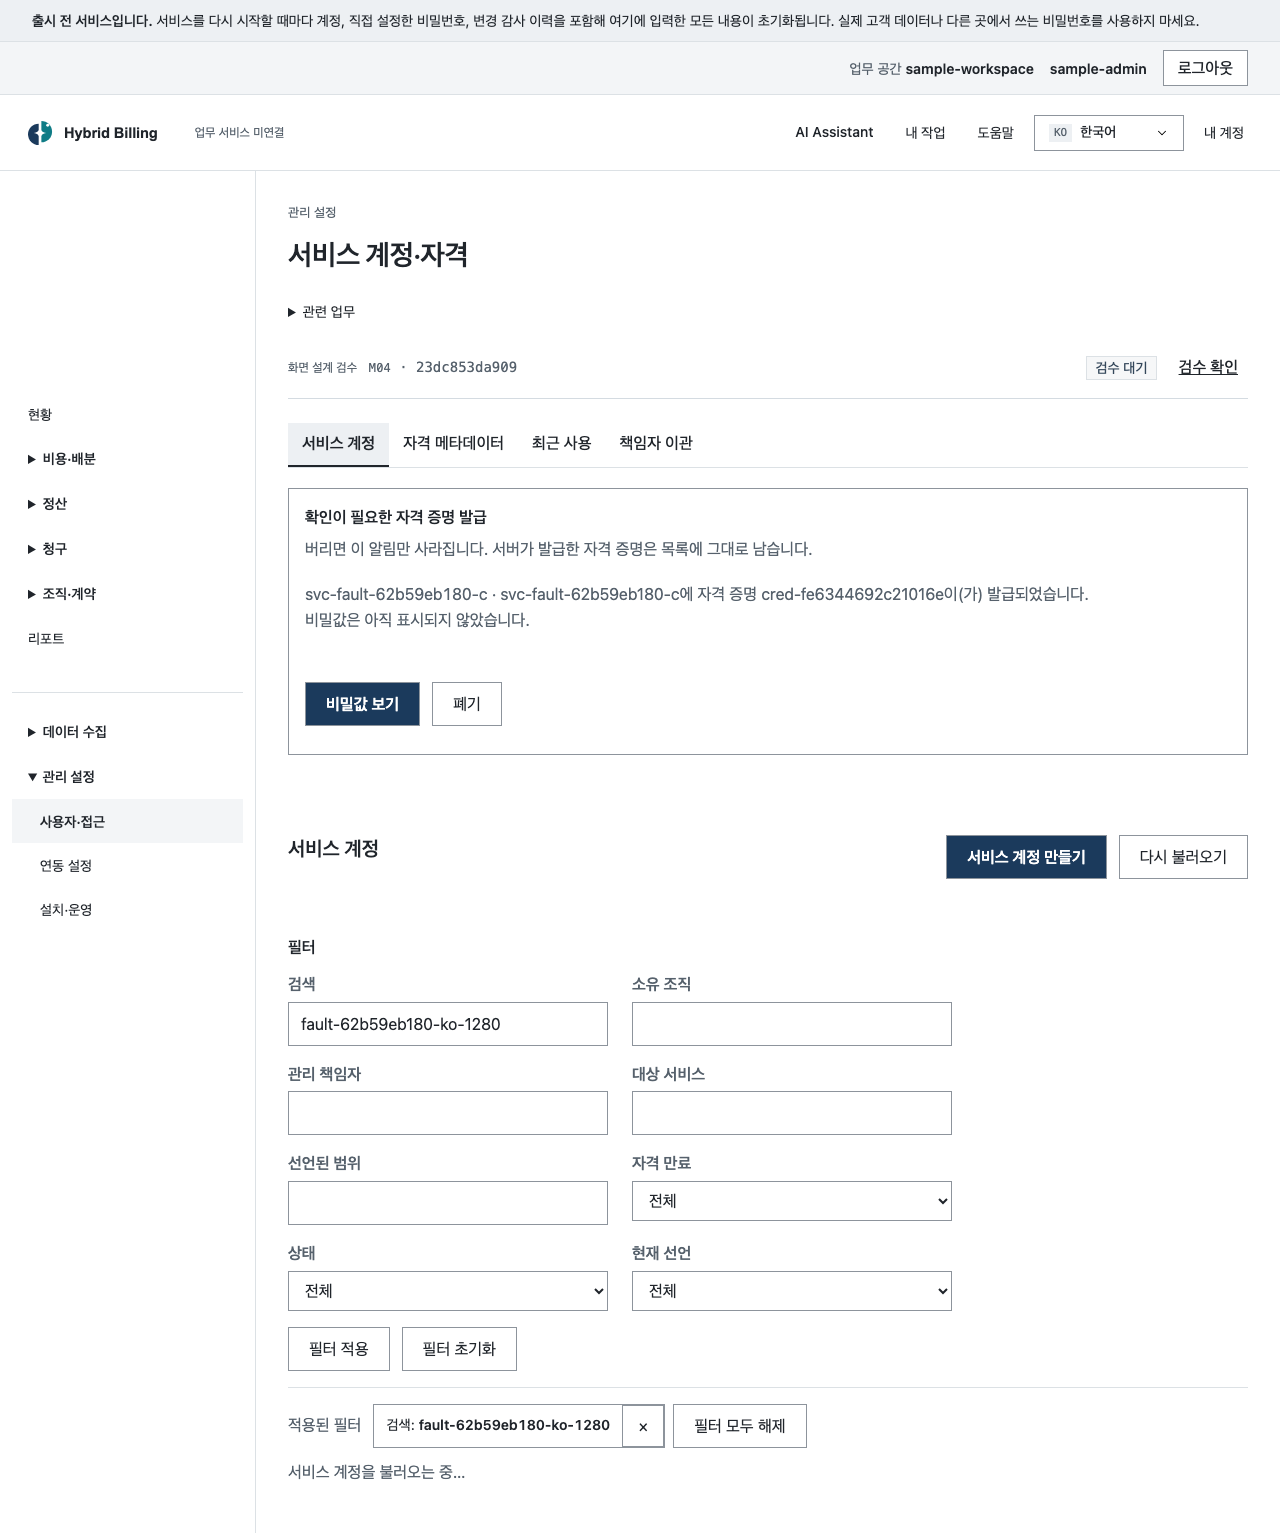 출시 전 서비스입니다. 서비스를 다시 시작할 때마다 계정, 직접 설정한 비밀번호, 변경 감사 이력을 포함해 여기에 입력한 모든 내용이 초기화됩니다. 실제 고객 데이터나 다른 곳에서 쓰는 비밀번호를 사용하지 마세요.
업무 공간 sample-workspace sample-admin 로그아웃
Hybrid Billing 업무 서비스 미연결 AI Assistant 내 작업 도움말 KO 한국어 내 계정
관리 설정
서비스 계정·자격
관련 업무
화면 설계 검수 M04 · 23dc853da909 검수 대기 검수 확인
현황
비용·배분
정산
청구
조직·계약
리포트
데이터 수집
관리 설정
사용자·접근
연동 설정
설치·운영
서비스 계정 자격 메타데이터 최근 사용 책임자 이관
확인이 필요한 자격 증명 발급
버리면 이 알림만 사라집니다. 서버가 발급한 자격 증명은 목록에 그대로 남습니다.
svc-fault-62b59eb180-c · svc-fault-62b59eb180-c에 자격 증명 cred-fe6344692c21016e이(가) 발급되었습니다.
비밀값은 아직 표시되지 않았습니다.
비밀값 보기 폐기
서비스 계정 서비스 계정 만들기 다시 불러오기
필터
검색 소유 조직
fault-62b59eb180-ko-1280
관리 책임자 대상 서비스
선언된 범위 자격 만료
전체
상태 현재 선언
전체 전체
필터 적용 필터 초기화
적용된 필터 검색: fault-62b59eb180-ko-1280 × 필터 모두 해제
서비스 계정을 불러오는 중...